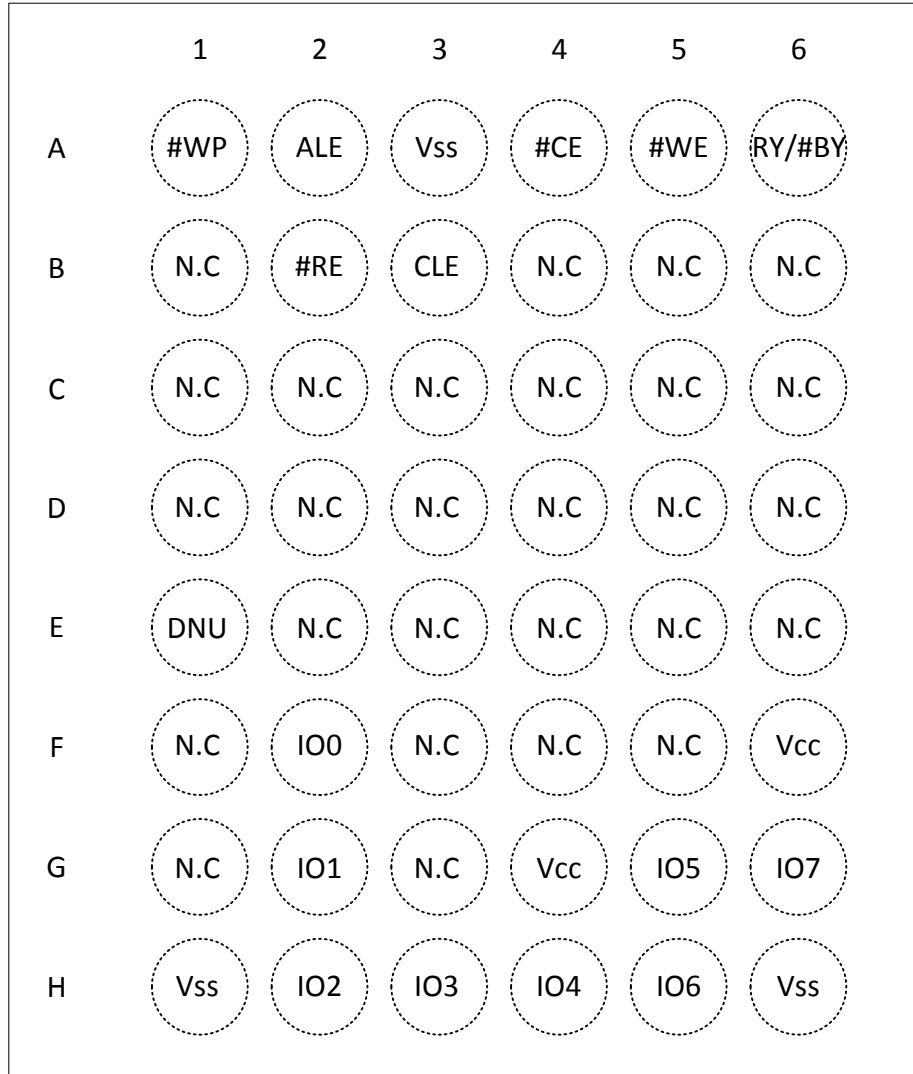 1 2 3 4 5 6
A #WP ALE Vss #CE #WE RY/#BY
B N.C #RE CLE N.C N.C N.C
C N.C N.C N.C N.C N.C N.C
D N.C N.C N.C N.C N.C N.C
E DNU N.C N.C N.C N.C N.C
F N.C IO0 N.C N.C N.C Vcc
G N.C IO1 N.C Vcc IO5 IO7
H Vss IO2 IO3 IO4 IO6 Vss